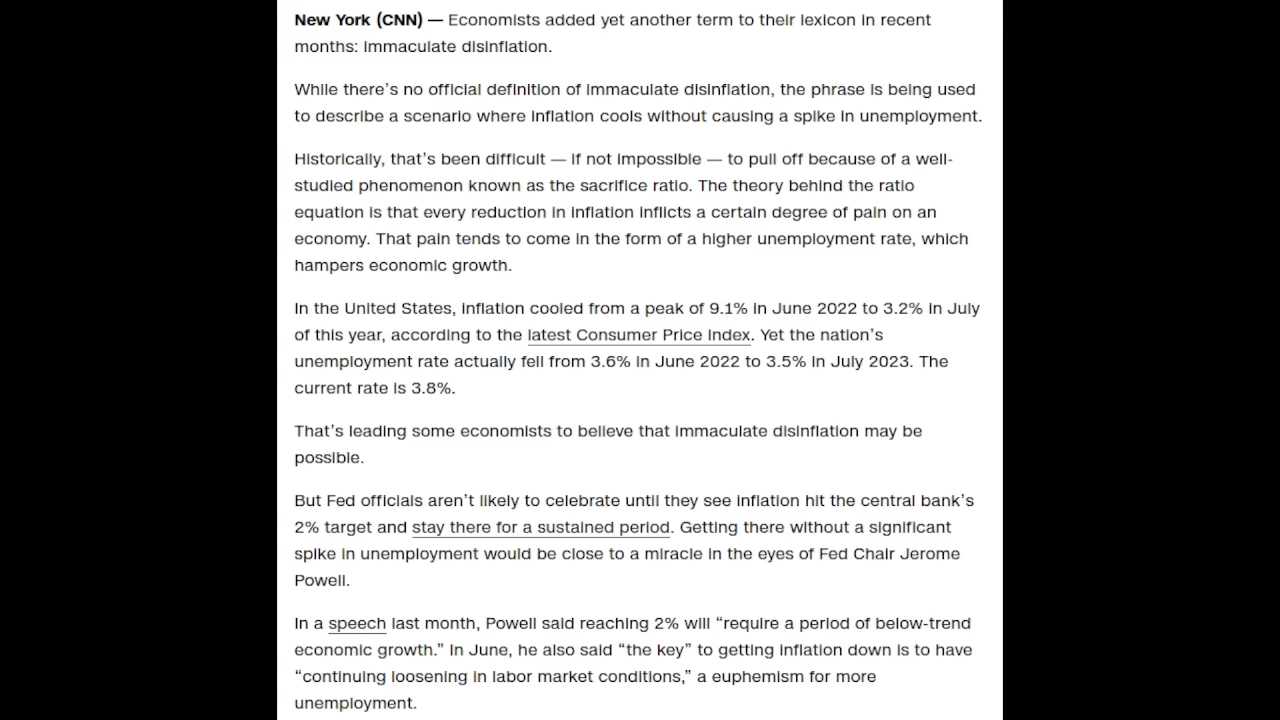 New York (CNN) — Economists added yet another term to their lexicon in recent
months: immaculate disinflation.
While there’s no official definition of immaculate disinflation, the phrase is being used
to describe a scenario where inflation cools without causing a spike in unemployment.
Historically, that’s been difficult — if not impossible — to pull off because of a well-
studied phenomenon known as the sacrifice ratio. The theory behind the ratio
equation is that every reduction in inflation inflicts a certain degree of pain on an
economy. That pain tends to come in the form of a higher unemployment rate, which
hampers economic growth.
In the United States, inflation cooled from a peak of 9.1% in June 2022 to 3.2% in July
of this year, according to the latest Consumer Price Index. Yet the nation’s
unemployment rate actually fell from 3.6% in June 2022 to 3.5% in July 2023. The
current rate is 3.8%.
That’s leading some economists to believe that immaculate disinflation may be
possible.
But Fed officials aren’t likely to celebrate until they see inflation hit the central bank’s
2% target and stay there for a sustained period. Getting there without a significant
spike in unemployment would be close to a miracle in the eyes of Fed Chair Jerome
Powell.
In a speech last month, Powell said reaching 2% will “require a period of below-trend
economic growth.” In June, he also said “the key” to getting inflation down is to have
“continuing loosening in labor market conditions,” a euphemism for more
unemployment.